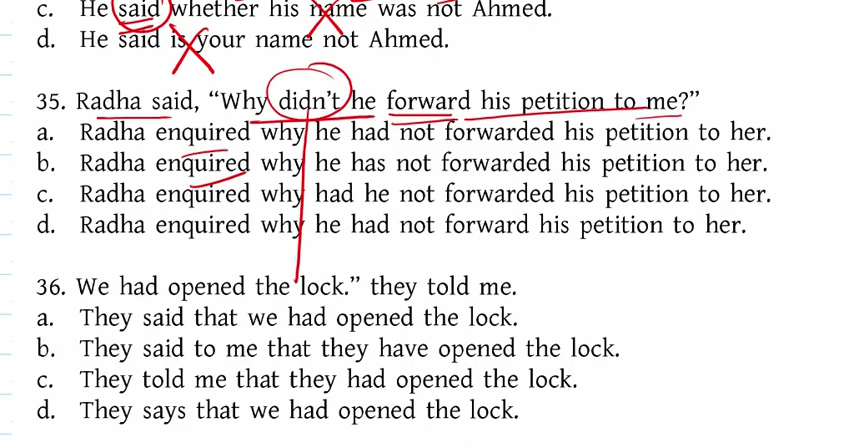 c. He said whether his name was not Ahmed.
d. He said is your name not Ahmed.
35. Radha said, “Why didn’t he forward his petition to me?”
a. Radha enquired why he had not forwarded his petition to her.
b. Radha enquired why he has not forwarded his petition to her.
c. Radha enquired why had he not forwarded his petition to her.
d. Radha enquired why he had not forward his petition to her.
36. We had opened the lock.” they told me.
a. They said that we had opened the lock.
b. They said to me that they have opened the lock.
c. They told me that they had opened the lock.
d. They says that we had opened the lock.